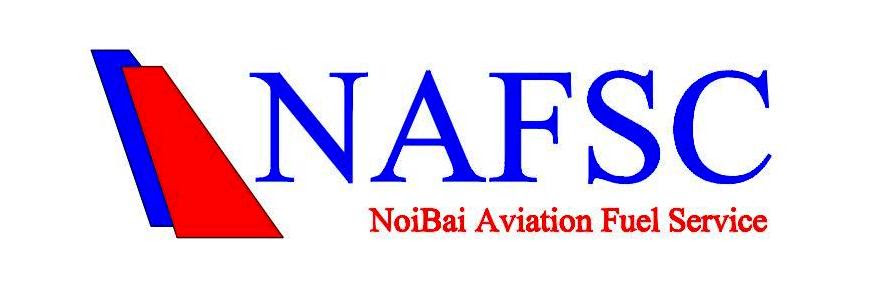 NAFSC
NoiBai Aviation Fuel Service